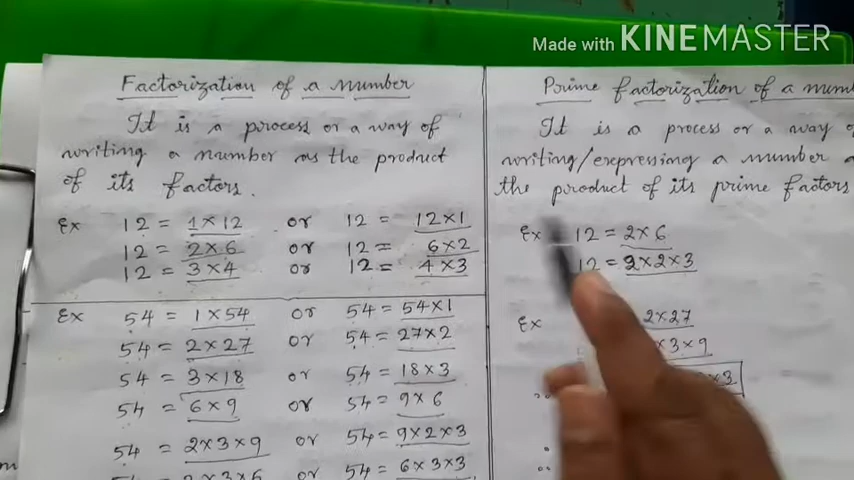 Made with KINEMASTER
Factorization of a number
It is a process or a way of
writing a number as the product
of its factors.
Ex 12 = 1×12 or 12 = 12×1
12 = 2×6 or 12 = 6×2
12 = 3×4 or 12 = 4×3
Ex 54 = 1×54 or 54 = 54×1
54 = 2×27 or 54 = 27×2
54 = 3×18 or 54 = 18×3
54 = 6×9 or 54 = 9×6
54 = 2×3×9 or 54 = 9×2×3
54 = 2×3×6 or 54 = 6×3×3
Prime factorization of a
It is a process or a way
writing/expressing a number
the product of its prime factors
Ex 12 = 2×6
12 = 2×2×3
Ex 2×27
×3×9
×3